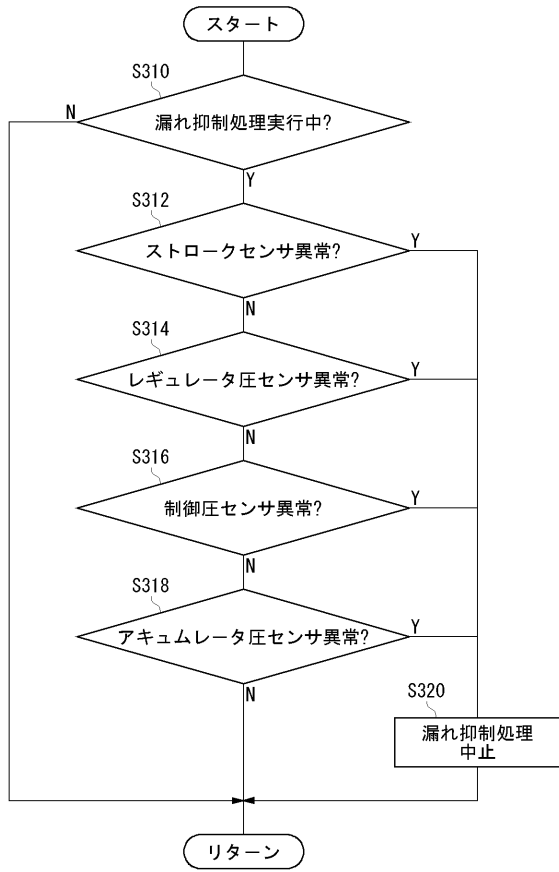 スタート
S310
N
漏れ抑制処理実行中?
Y
S312
ストロークセンサ異常?
Y
N
S314
レギュレータ圧センサ異常?
Y
N
S316
制御圧センサ異常?
Y
N
S318
アキュムレータ圧センサ異常?
Y
N
S320
漏れ抑制処理
中止
リターン